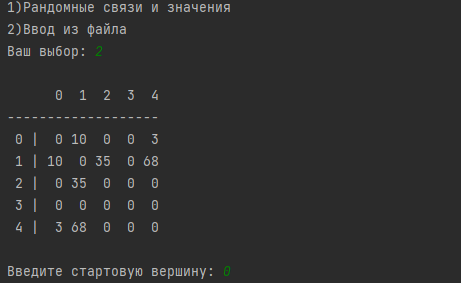 1)Рандомные связи и значения
2)Ввод из файла
Ваш выбор: 2
0 1 2 3 4
-------------------
0 | 0 10 0 0 3
1 | 10 0 35 0 68
2 | 0 35 0 0 0
3 | 0 0 0 0 0
4 | 3 68 0 0 0
Введите стартовую вершину: 0